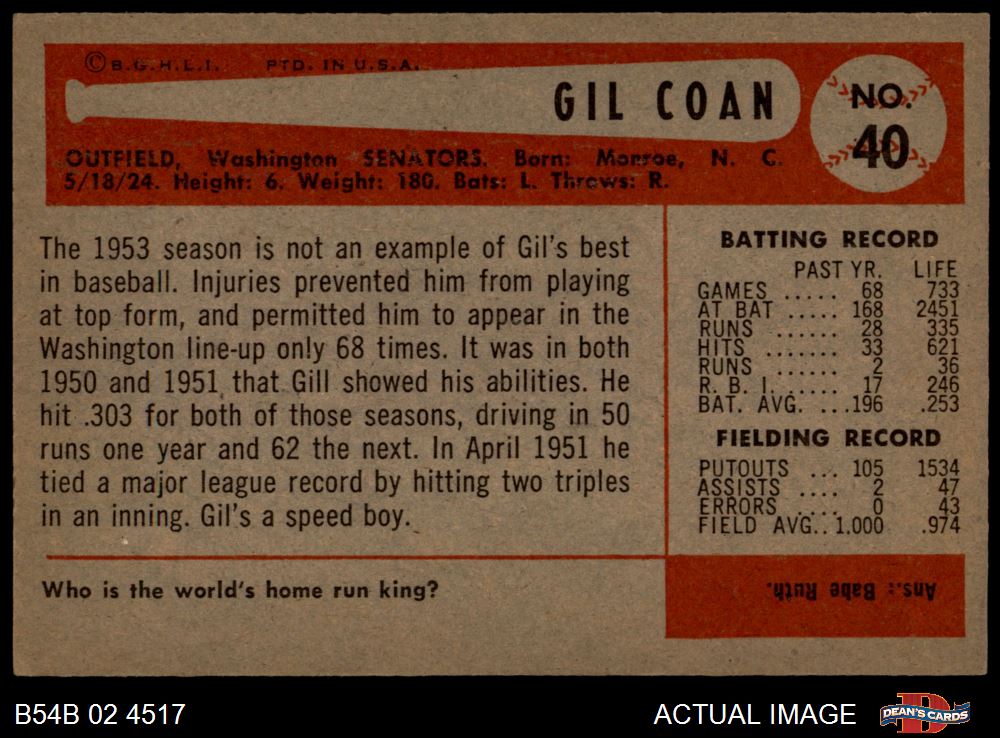 © B.G.H.L.I. PTD. IN U.S.A.
GIL COAN
NO.
40
OUTFIELD, Washington SENATORS. Born: Monroe, N. C.
5/18/24. Height: 6. Weight: 180. Bats: L. Throws: R.
The 1953 season is not an example of Gil's best
in baseball. Injuries prevented him from playing
at top form, and permitted him to appear in the
Washington line-up only 68 times. It was in both
1950 and 1951 that Gill showed his abilities. He
hit .303 for both of those seasons, driving in 50
runs one year and 62 the next. In April 1951 he
tied a major league record by hitting two triples
in an inning. Gil's a speed boy.
BATTING RECORD
PAST YR. LIFE
GAMES ..... 68 733
AT BAT ..... 168 2451
RUNS ...... 28 335
HITS ....... 33 621
RUNS ...... 2 36
R. B. I. ..... 17 246
BAT. AVG. ....196 .253
FIELDING RECORD
PUTOUTS ... 105 1534
ASSISTS .... 2 47
ERRORS .... 0 43
FIELD AVG.. 1.000 .974
Who is the world's home run king?
Ans.: Babe Ruth.
B54B 02 4517
ACTUAL IMAGE
DEAN'S CARDS